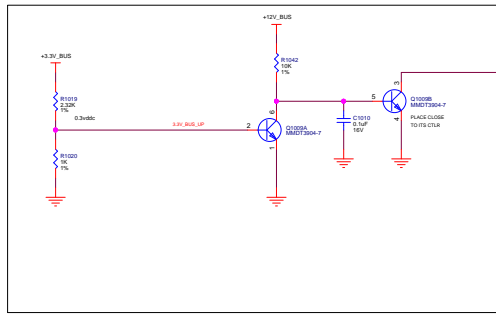 +12V_BUS
+3.3V_BUS
R1042
10K
1%
R1019
2.32K
1%
0.3vddc
3.3V_BUS_UP
2
6
1
Q1009A
MMDT3904-7
C1010
0.1uF
16V
5
3
4
Q1009B
MMDT3904-7
PLACE CLOSE
TO ITS CTLR
R1020
1K
1%